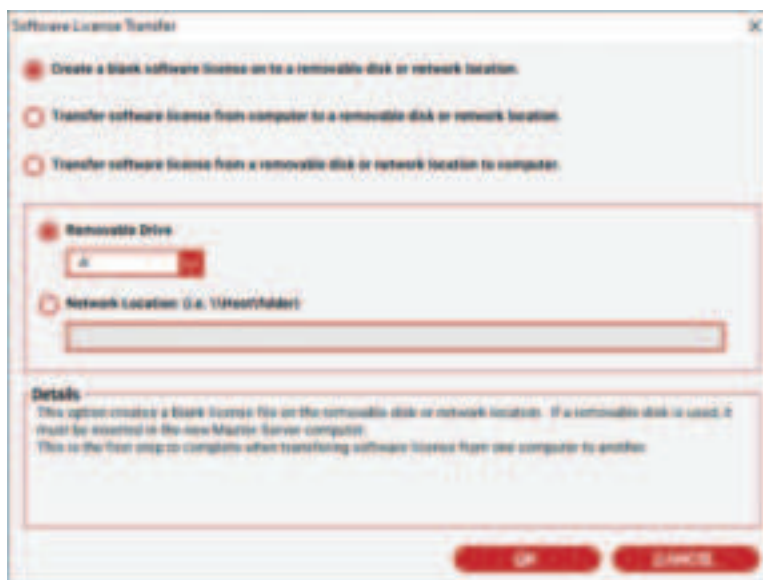 Software License Transfer
Create a blank software license on to a removable disk or network location.
Transfer software license from computer to a removable disk or network location.
Transfer software license from a removable disk or network location to computer.
Removable Drive
Network Location (i.e. \\Host\folder)
Details
This option creates a blank license file on the removable disk or network location. If a removable disk is used, it
must be inserted in the new Master Server computer.
This is the first step to complete when transferring software license from one computer to another.
OK
CANCEL